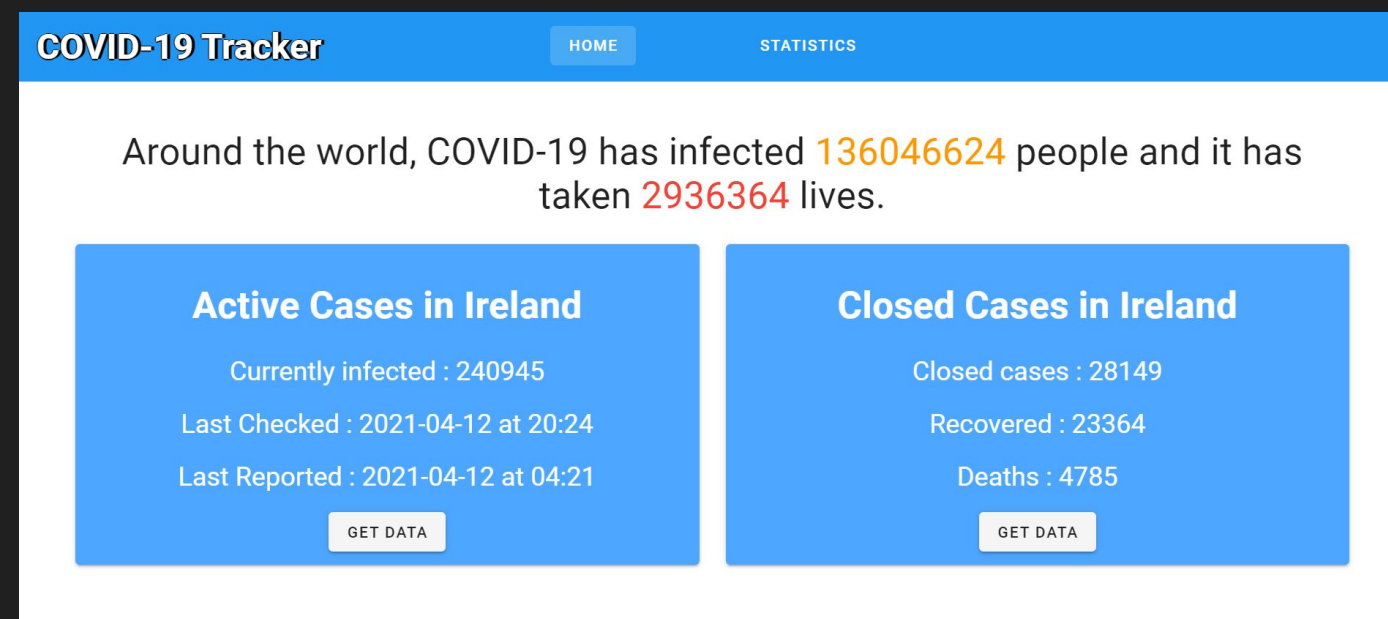 COVID-19 Tracker
HOME
STATISTICS
Around the world, COVID-19 has infected 136046624 people and it has
taken 2936364 lives.
Active Cases in Ireland
Currently infected : 240945
Last Checked : 2021-04-12 at 20:24
Last Reported : 2021-04-12 at 04:21
GET DATA
Closed Cases in Ireland
Closed cases : 28149
Recovered : 23364
Deaths : 4785
GET DATA